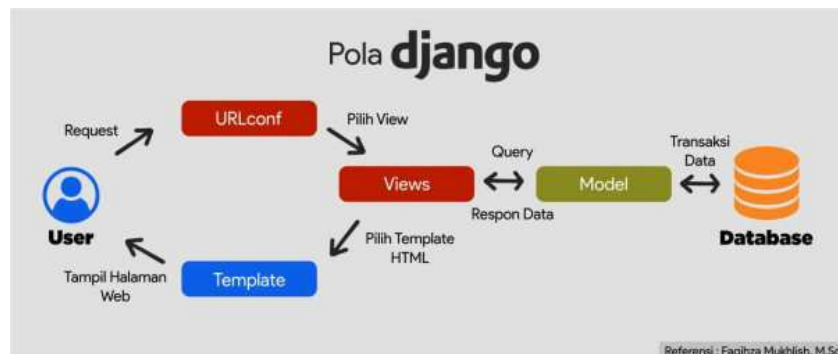 Pola django
URLconf
Request
Pilih View
Query
Transaksi
Data
Views
Model
Respon Data
User
Pilih Template
HTML
Database
Tampil Halaman
Web
Template
Referensi : Faqihza Mukhlish, M.Sc